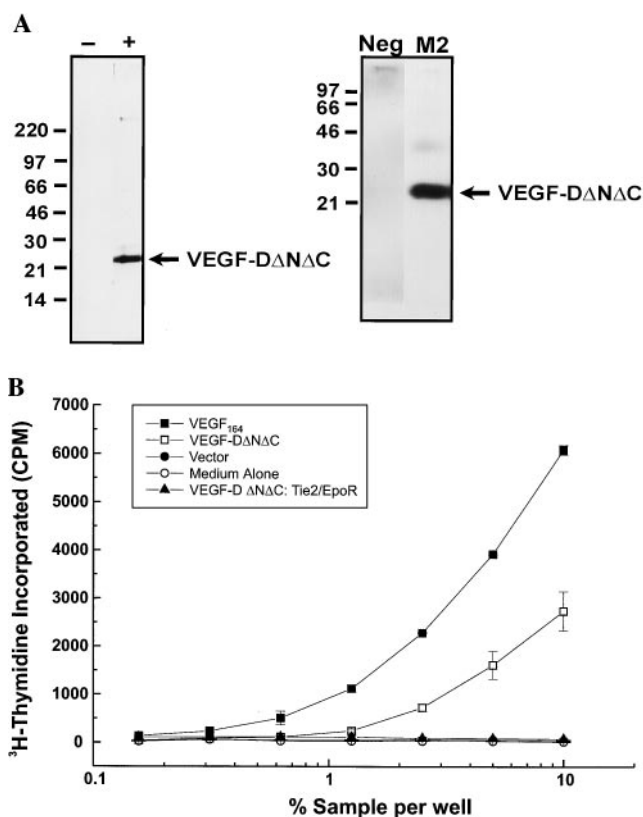 A
– +
220
97
66
46
30
21
14
VEGF-DΔNΔC
Neg M2
97
66
46
30
21
VEGF-DΔNΔC
B
7000
6000
5000
4000
3000
2000
1000
0
³H-Thymidine Incorporated (CPM)
VEGF₁₆₄
VEGF-DΔNΔC
Vector
Medium Alone
VEGF-D ΔNΔC: Tie2/EpoR
0.1 1 10
% Sample per well